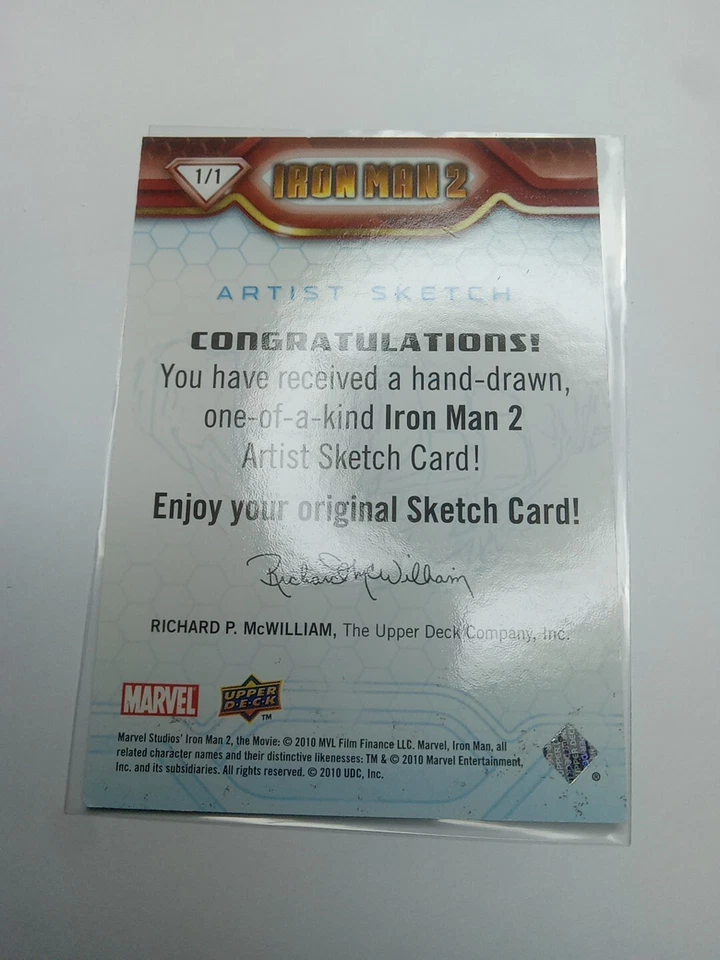 1/1
IRON MAN 2
ARTIST SKETCH
CONGRATULATIONS!
You have received a hand-drawn,
one-of-a-kind Iron Man 2
Artist Sketch Card!
Enjoy your original Sketch Card!
Richard McWilliam
RICHARD P. McWILLIAM, The Upper Deck Company, Inc.
MARVEL
UPPER
D·E·C·K
TM
Marvel Studios' Iron Man 2, the Movie: © 2010 MVL Film Finance LLC. Marvel, Iron Man, all
related character names and their distinctive likenesses: TM & © 2010 Marvel Entertainment,
Inc. and its subsidiaries. All rights reserved. © 2010 UDC, Inc.
®